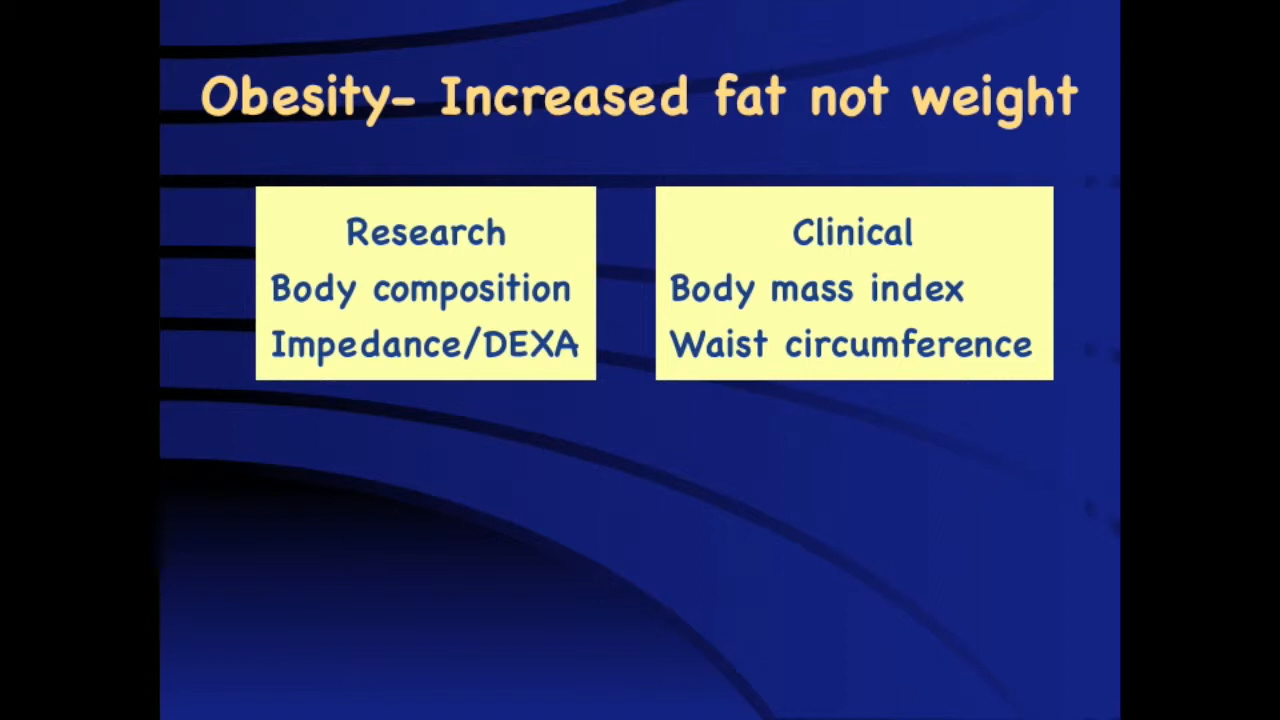 Obesity- Increased fat not weight
Research
Body composition
Impedance/DEXA
Clinical
Body mass index
Waist circumference